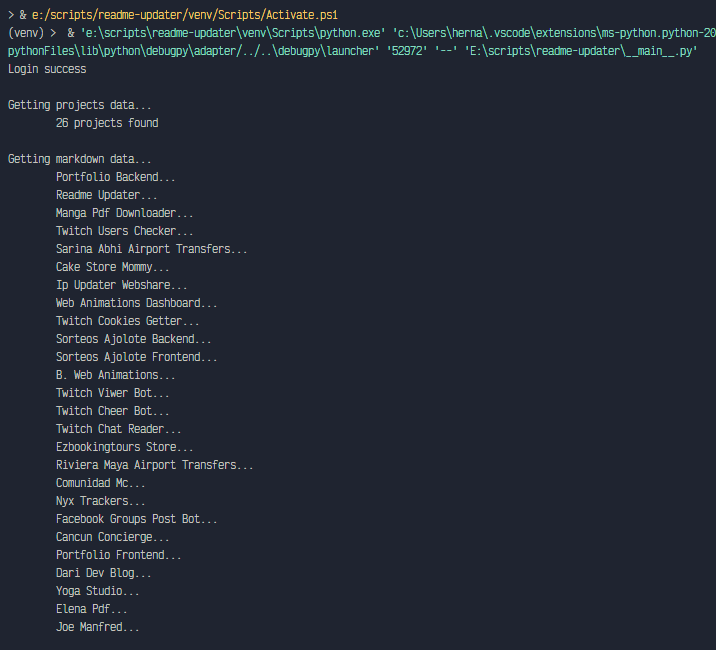 > & e:/scripts/readme-updater/venv/Scripts/Activate.ps1
(venv) >  & 'e:\scripts\readme-updater\venv\Scripts\python.exe' 'c:\Users\herna\.vscode\extensions\ms-python.python-20
pythonFiles\lib\python\debugpy\adapter/../..\debugpy\launcher' '52972' '--' 'E:\scripts\readme-updater\__main__.py'
Login success
Getting projects data...
26 projects found
Getting markdown data...
Portfolio Backend...
Readme Updater...
Manga Pdf Downloader...
Twitch Users Checker...
Sarina Abhi Airport Transfers...
Cake Store Mommy...
Ip Updater Webshare...
Web Animations Dashboard...
Twitch Cookies Getter...
Sorteos Ajolote Backend...
Sorteos Ajolote Frontend...
B. Web Animations...
Twitch Viwer Bot...
Twitch Cheer Bot...
Twitch Chat Reader...
Ezbookingtours Store...
Riviera Maya Airport Transfers...
Comunidad Mc...
Nyx Trackers...
Facebook Groups Post Bot...
Cancun Concierge...
Portfolio Frontend...
Dari Dev Blog...
Yoga Studio...
Elena Pdf...
Joe Manfred...